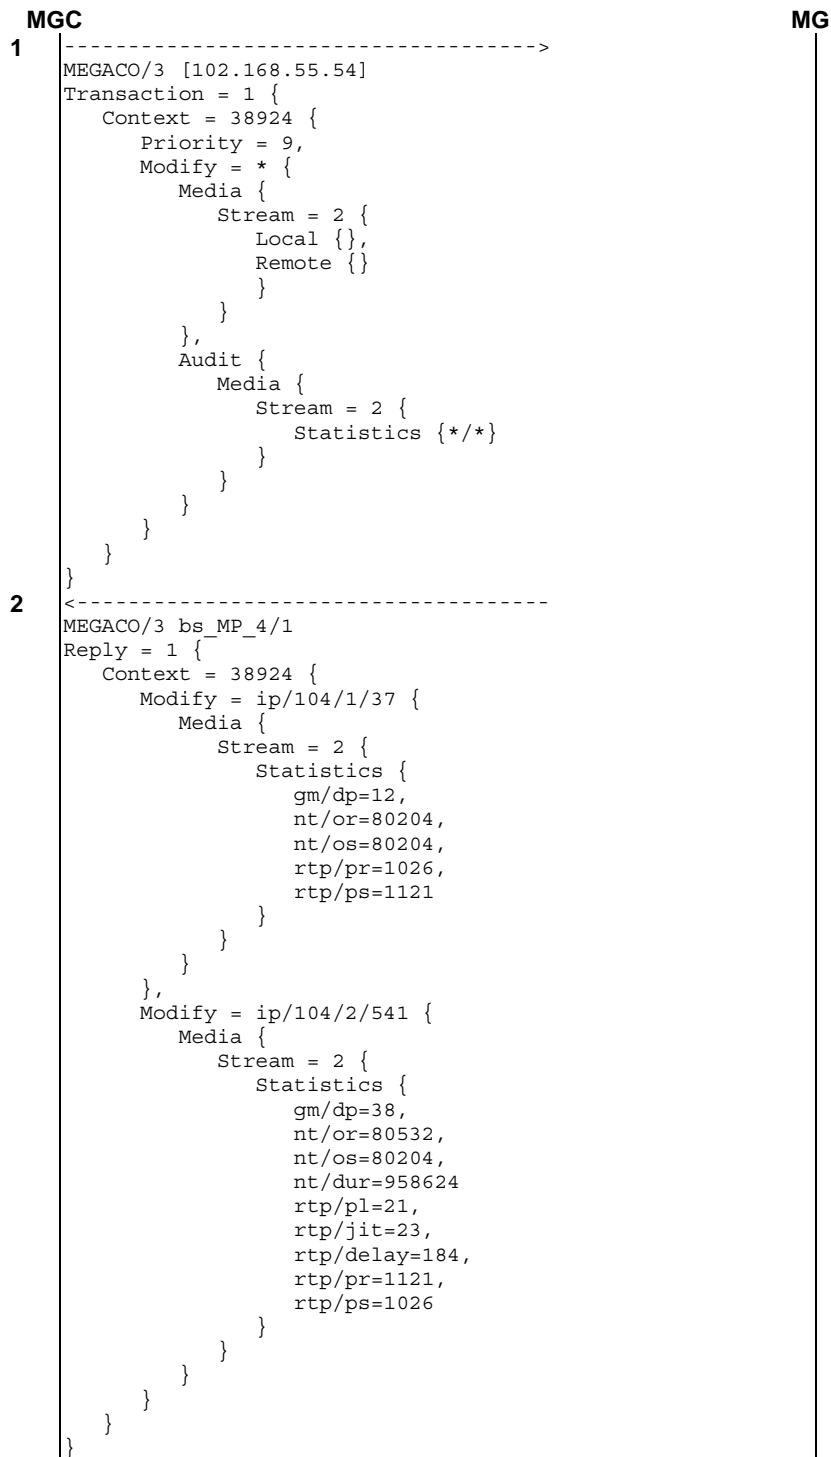 MGC MG
1 ------------------------------------->
MEGACO/3 [102.168.55.54]
Transaction = 1 {
   Context = 38924 {
      Priority = 9,
      Modify = * {
         Media {
            Stream = 2 {
               Local {},
               Remote {}
               }
            }
         },
         Audit {
            Media {
               Stream = 2 {
                  Statistics {*/*}
               }
            }
         }
      }
   }
}
2 <-------------------------------------
MEGACO/3 bs_MP_4/1
Reply = 1 {
   Context = 38924 {
      Modify = ip/104/1/37 {
         Media {
            Stream = 2 {
               Statistics {
                  gm/dp=12,
                  nt/or=80204,
                  nt/os=80204,
                  rtp/pr=1026,
                  rtp/ps=1121
               }
            }
         }
      },
      Modify = ip/104/2/541 {
         Media {
            Stream = 2 {
               Statistics {
                  gm/dp=38,
                  nt/or=80532,
                  nt/os=80204,
                  nt/dur=958624
                  rtp/pl=21,
                  rtp/jit=23,
                  rtp/delay=184,
                  rtp/pr=1121,
                  rtp/ps=1026
               }
            }
         }
      }
   }
}